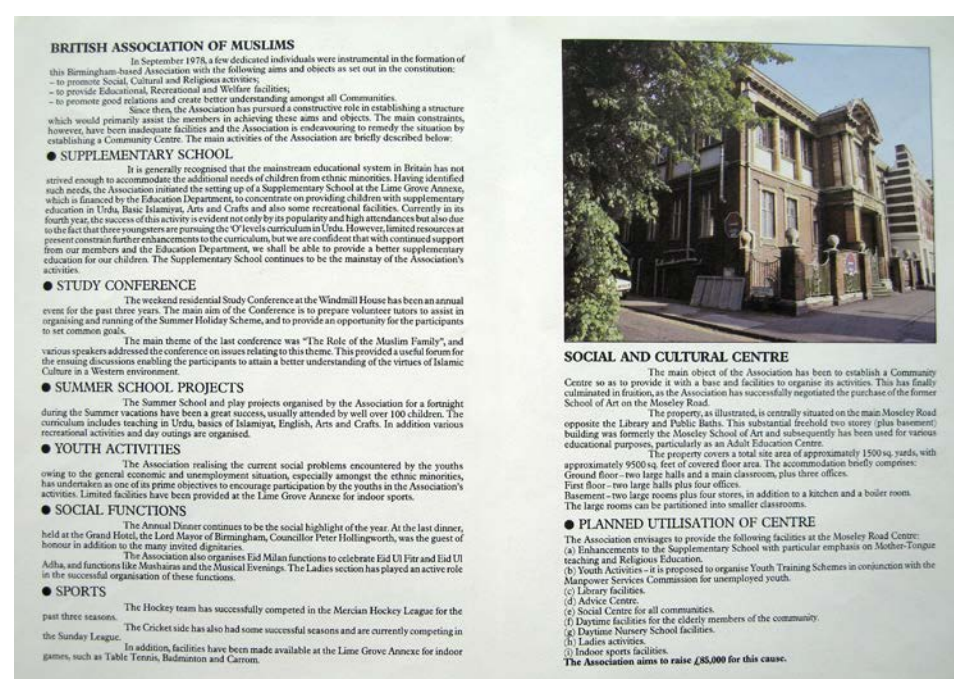 BRITISH ASSOCIATION OF MUSLIMS
In September 1978, a few dedicated individuals were instrumental in the formation of
this Birmingham-based Association with the following aims and objects as set out in the constitution:
– to promote Social, Cultural and Religious activities;
– to provide Educational, Recreational and Welfare facilities;
– to promote good relations and create better understanding amongst all Communities.
Since then, the Association has pursued a constructive role in establishing a structure
which would primarily assist the members in achieving these aims and objects. The main constraints,
however, have been inadequate facilities and the Association is endeavouring to remedy the situation by
establishing a Community Centre. The main activities of the Association are briefly described below:
● SUPPLEMENTARY SCHOOL
It is generally recognised that the mainstream educational system in Britain has not
strived enough to accommodate the additional needs of children from ethnic minorities. Having identified
such needs, the Association initiated the setting up of a Supplementary School at the Lime Grove Annexe,
which is financed by the Education Department, to concentrate on providing children with supplementary
education in Urdu, Basic Islamiyat, Arts and Crafts and also some recreational facilities. Currently in its
fourth year, the success of this activity is evident not only by its popularity and high attendances but also due
to the fact that three youngsters are pursuing the 'O' levels curriculum in Urdu. However, limited resources at
present constrain further enhancements to the curriculum, but we are confident that with continued support
from our members and the Education Department, we shall be able to provide a better supplementary
education for our children. The Supplementary School continues to be the mainstay of the Association's
activities.
● STUDY CONFERENCE
The weekend residential Study Conference at the Windmill House has been an annual
event for the past three years. The main aim of the Conference is to prepare volunteer tutors to assist in
organising and running of the Summer Holiday Scheme, and to provide an opportunity for the participants
to set common goals.
The main theme of the last conference was "The Role of the Muslim Family", and
various speakers addressed the conference on issues relating to this theme. This provided a useful forum for
the ensuing discussions enabling the participants to attain a better understanding of the virtues of Islamic
Culture in a Western environment.
● SUMMER SCHOOL PROJECTS
The Summer School and play projects organised by the Association for a fortnight
during the Summer vacations have been a great success, usually attended by well over 100 children. The
curriculum includes teaching in Urdu, basics of Islamiyat, English, Arts and Crafts. In addition various
recreational activities and day outings are organised.
● YOUTH ACTIVITIES
The Association realising the current social problems encountered by the youths
owing to the general economic and unemployment situation, especially amongst the ethnic minorities,
has undertaken as one of its prime objectives to encourage participation by the youths in the Association's
activities. Limited facilities have been provided at the Lime Grove Annexe for indoor sports.
● SOCIAL FUNCTIONS
The Annual Dinner continues to be the social highlight of the year. At the last dinner,
held at the Grand Hotel, the Lord Mayor of Birmingham, Councillor Peter Hollingworth, was the guest of
honour in addition to the many invited dignitaries.
The Association also organises Eid Milan functions to celebrate Eid Ul Fitr and Eid Ul
Adha, and functions like Mushairas and the Musical Evenings. The Ladies section has played an active role
in the successful organisation of these functions.
● SPORTS
The Hockey team has successfully competed in the Mercian Hockey League for the
past three seasons.
The Cricket side has also had some successful seasons and are currently competing in
the Sunday League.
In addition, facilities have been made available at the Lime Grove Annexe for indoor
games, such as Table Tennis, Badminton and Carrom.
SOCIAL AND CULTURAL CENTRE
The main object of the Association has been to establish a Community
Centre so as to provide it with a base and facilities to organise its activities. This has finally
culminated in fruition, as the Association has successfully negotiated the purchase of the former
School of Art on the Moseley Road.
The property, as illustrated, is centrally situated on the main Moseley Road
opposite the Library and Public Baths. This substantial freehold two storey (plus basement)
building was formerly the Moseley School of Art and subsequently has been used for various
educational purposes, particularly as an Adult Education Centre.
The property covers a total site area of approximately 1500 sq. yards, with
approximately 9500 sq. feet of covered floor area. The accommodation briefly comprises:
Ground floor – two large halls and a main classroom, plus three offices.
First floor – two large halls plus four offices.
Basement – two large rooms plus four stores, in addition to a kitchen and a boiler room.
The large rooms can be partitioned into smaller classrooms.
● PLANNED UTILISATION OF CENTRE
The Association envisages to provide the following facilities at the Moseley Road Centre:
(a) Enhancements to the Supplementary School with particular emphasis on Mother-Tongue
teaching and Religious Education.
(b) Youth Activities – it is proposed to organise Youth Training Schemes in conjunction with the
Manpower Services Commission for unemployed youth.
(c) Library facilities.
(d) Advice Centre.
(e) Social Centre for all communities.
(f) Daytime facilities for the elderly members of the community.
(g) Daytime Nursery School facilities.
(h) Ladies activities.
(i) Indoor sports facilities.
The Association aims to raise £85,000 for this cause.